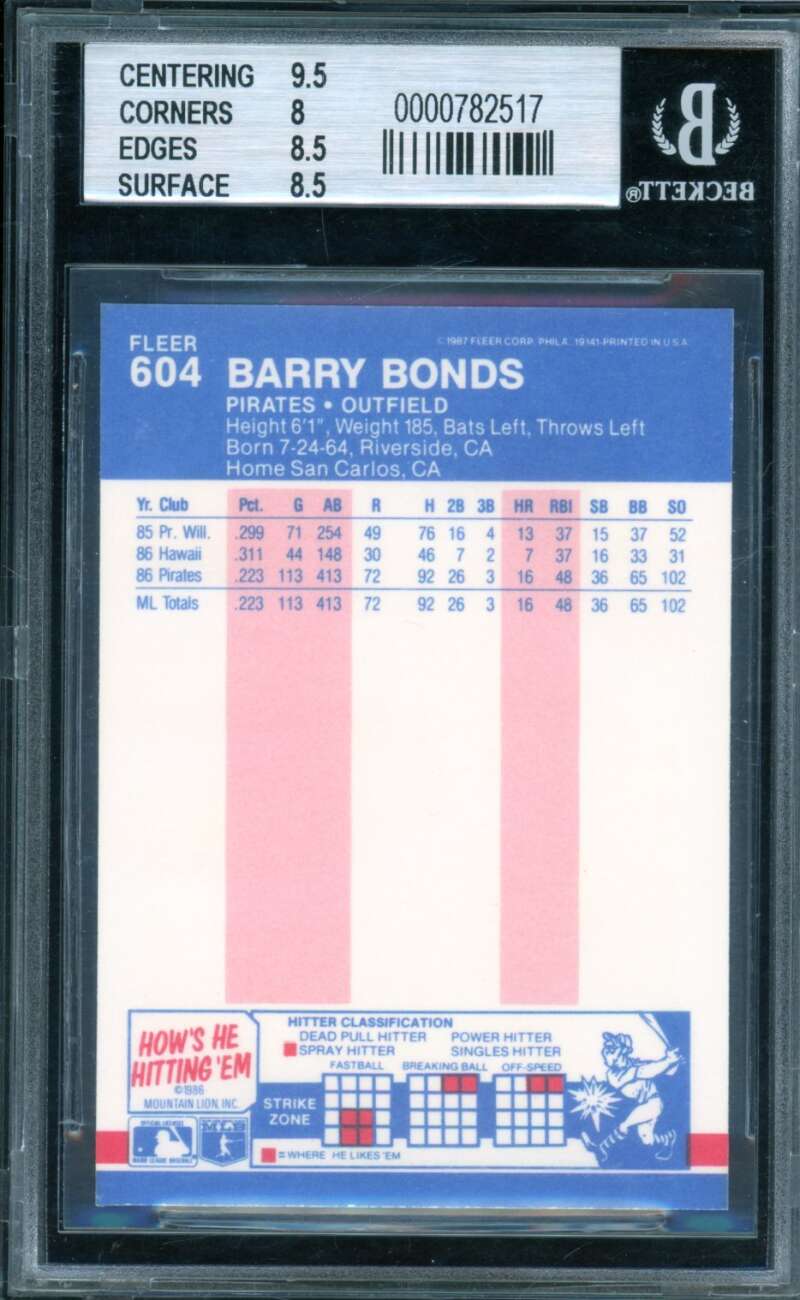 CENTERING 9.5
CORNERS 8
EDGES 8.5
SURFACE 8.5
0000782517
BECKETT®
FLEER
604 BARRY BONDS
© 1987 FLEER CORP. PHILA. 19141-PRINTED IN U.S.A.
PIRATES • OUTFIELD
Height 6'1", Weight 185, Bats Left, Throws Left
Born 7-24-64, Riverside, CA
Home San Carlos, CA
Yr. Club Pct. G AB R H 2B 3B HR RBI SB BB SO
85 Pr. Will. .299 71 254 49 76 16 4 13 37 15 37 52
86 Hawaii .311 44 148 30 46 7 2 7 37 16 33 31
86 Pirates .223 113 413 72 92 26 3 16 48 36 65 102
ML Totals .223 113 413 72 92 26 3 16 48 36 65 102
HOW'S HE
HITTING 'EM
©1986
MOUNTAIN LION, INC.
HITTER CLASSIFICATION
DEAD PULL HITTER POWER HITTER
SPRAY HITTER SINGLES HITTER
FASTBALL BREAKING BALL OFF-SPEED
STRIKE
ZONE
= WHERE HE LIKES 'EM